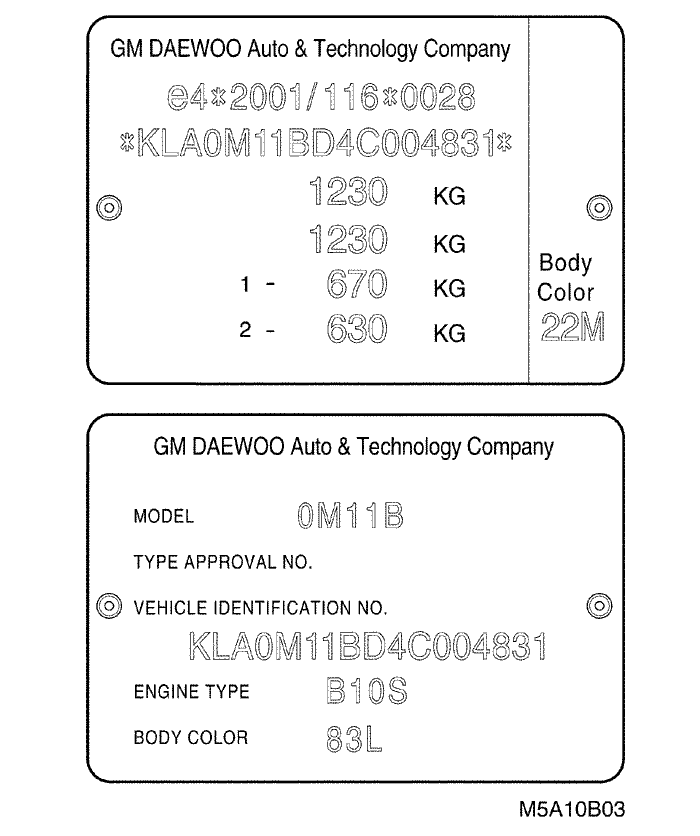 GM DAEWOO Auto & Technology Company
e4*2001/116*0028
*KLA0M11BD4C004831*
1230 KG
1230 KG
1 - 670 KG
2 - 630 KG
Body
Color
22M
GM DAEWOO Auto & Technology Company
MODEL 0M11B
TYPE APPROVAL NO.
VEHICLE IDENTIFICATION NO.
KLA0M11BD4C004831
ENGINE TYPE B10S
BODY COLOR 83L
M5A10B03